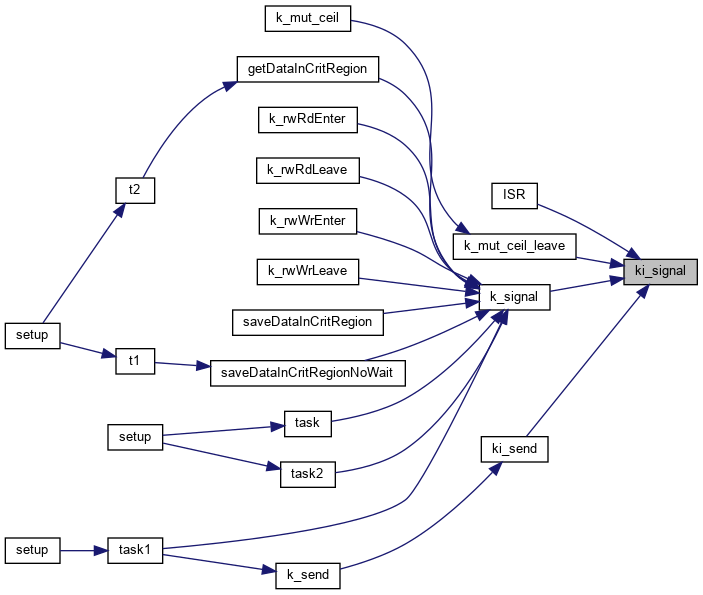 k_mut_ceil
getDataInCritRegion
k_rwRdEnter
k_rwRdLeave
t2
ISR
k_rwWrEnter
k_mut_ceil_leave
k_rwWrLeave
ki_signal
k_signal
saveDataInCritRegion
setup
t1
saveDataInCritRegionNoWait
task
setup
ki_send
task2
setup
task1
k_send